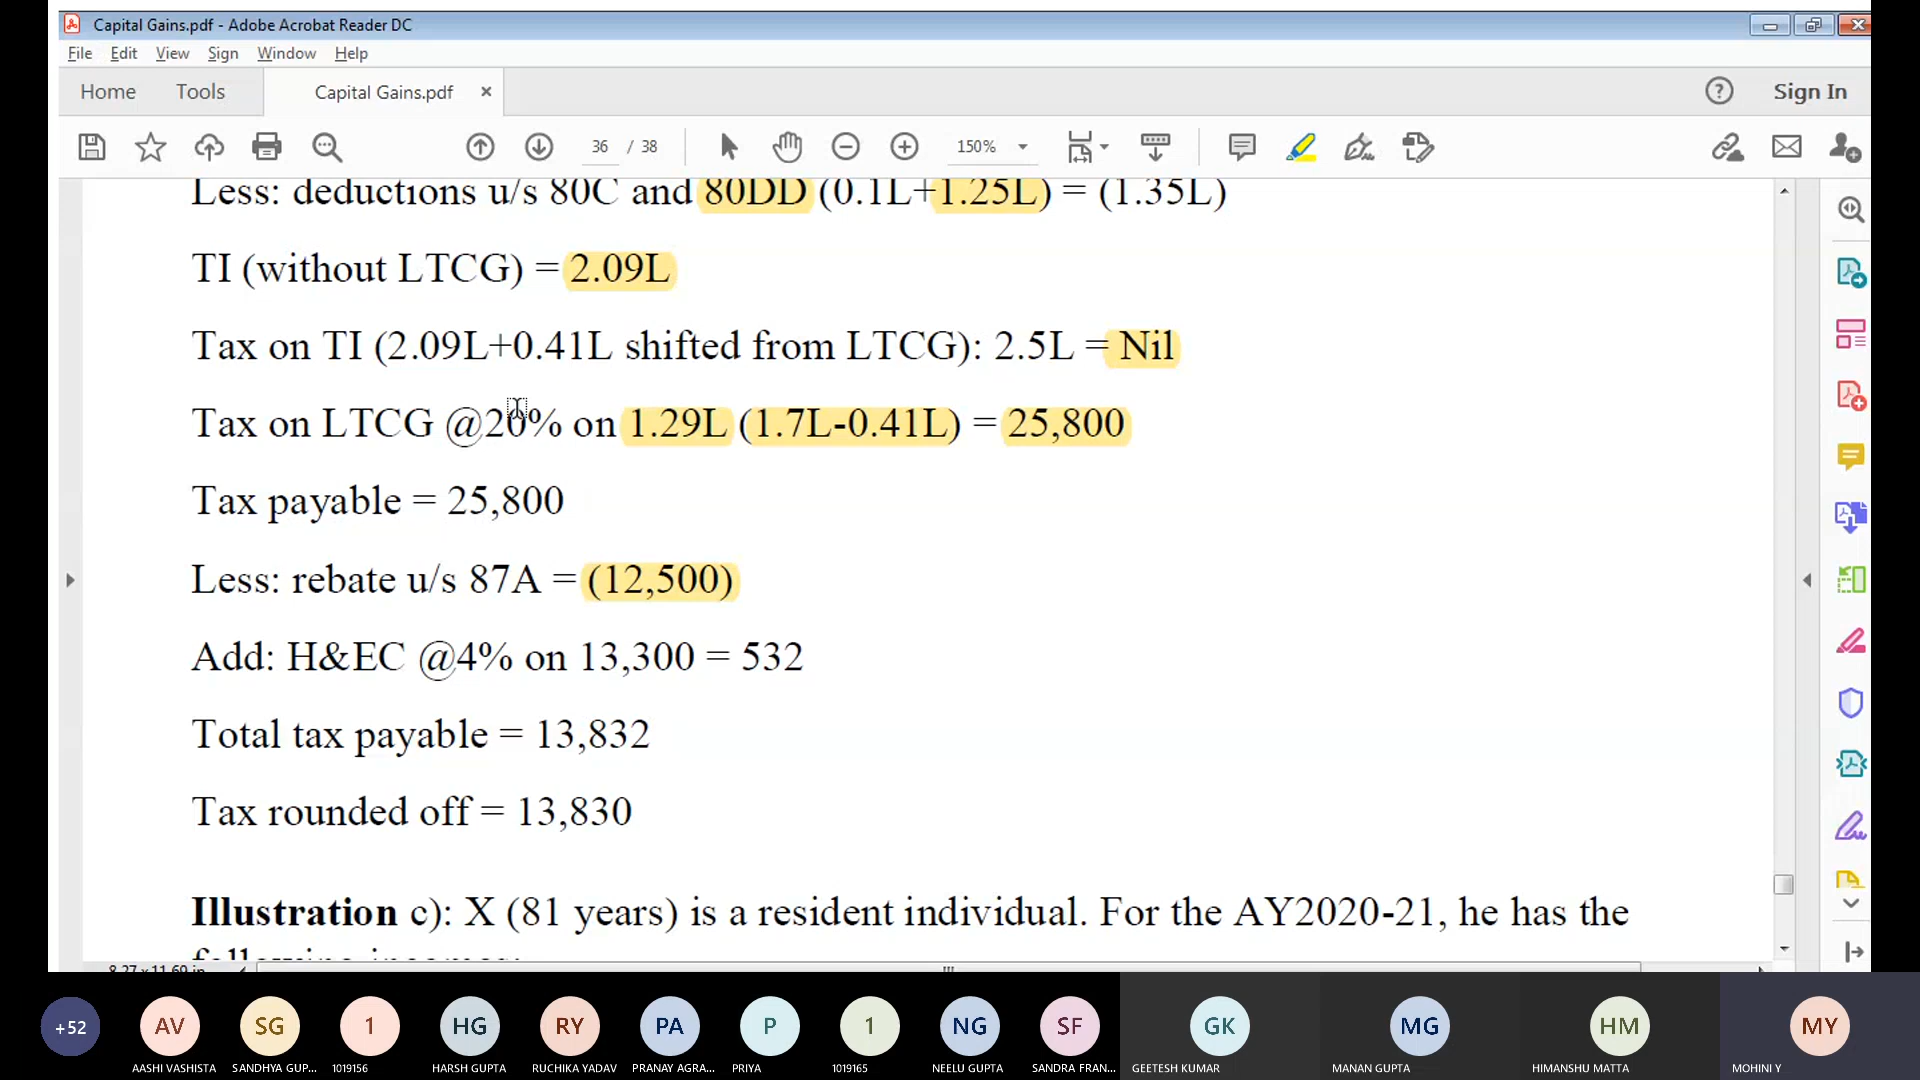 Capital Gains.pdf - Adobe Acrobat Reader DC
File Edit View Sign Window Help
Home Tools Capital Gains.pdf × ? Sign In
36 / 38 150%
Less: deductions u/s 80C and 80DD (0.1L+1.25L) = (1.35L)
TI (without LTCG) = 2.09L
Tax on TI (2.09L+0.41L shifted from LTCG): 2.5L = Nil
Tax on LTCG @20% on 1.29L (1.7L-0.41L) = 25,800
Tax payable = 25,800
Less: rebate u/s 87A = (12,500)
Add: H&EC @4% on 13,300 = 532
Total tax payable = 13,832
Tax rounded off = 13,830
Illustration c): X (81 years) is a resident individual. For the AY2020-21, he has the
following incomes:
8.27 x 11.69 in
+52 AV SG 1 HG RY PA P 1 NG SF GK MG HM MY
AASHI VASHISTA SANDHYA GUP... 1019156 HARSH GUPTA RUCHIKA YADAV PRANAY AGRA... PRIYA 1019165 NEELU GUPTA SANDRA FRAN... GEETESH KUMAR MANAN GUPTA HIMANSHU MATTA MOHINI Y